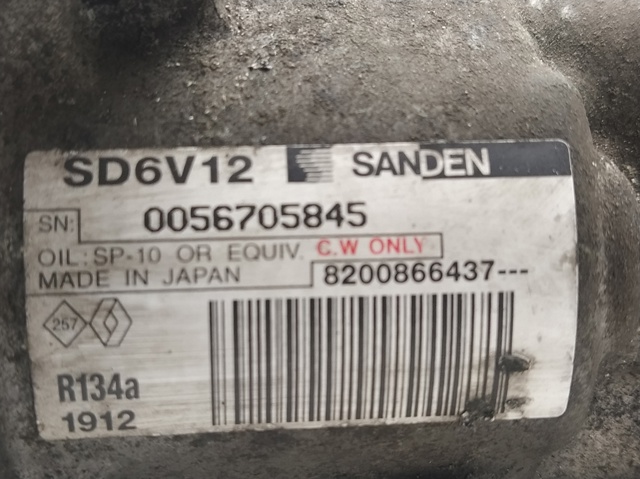 SD6V12 SANDEN
SN: 0056705845
OIL: SP-10 OR EQUIV. C.W ONLY
MADE IN JAPAN 8200866437---
257
R134a
1912